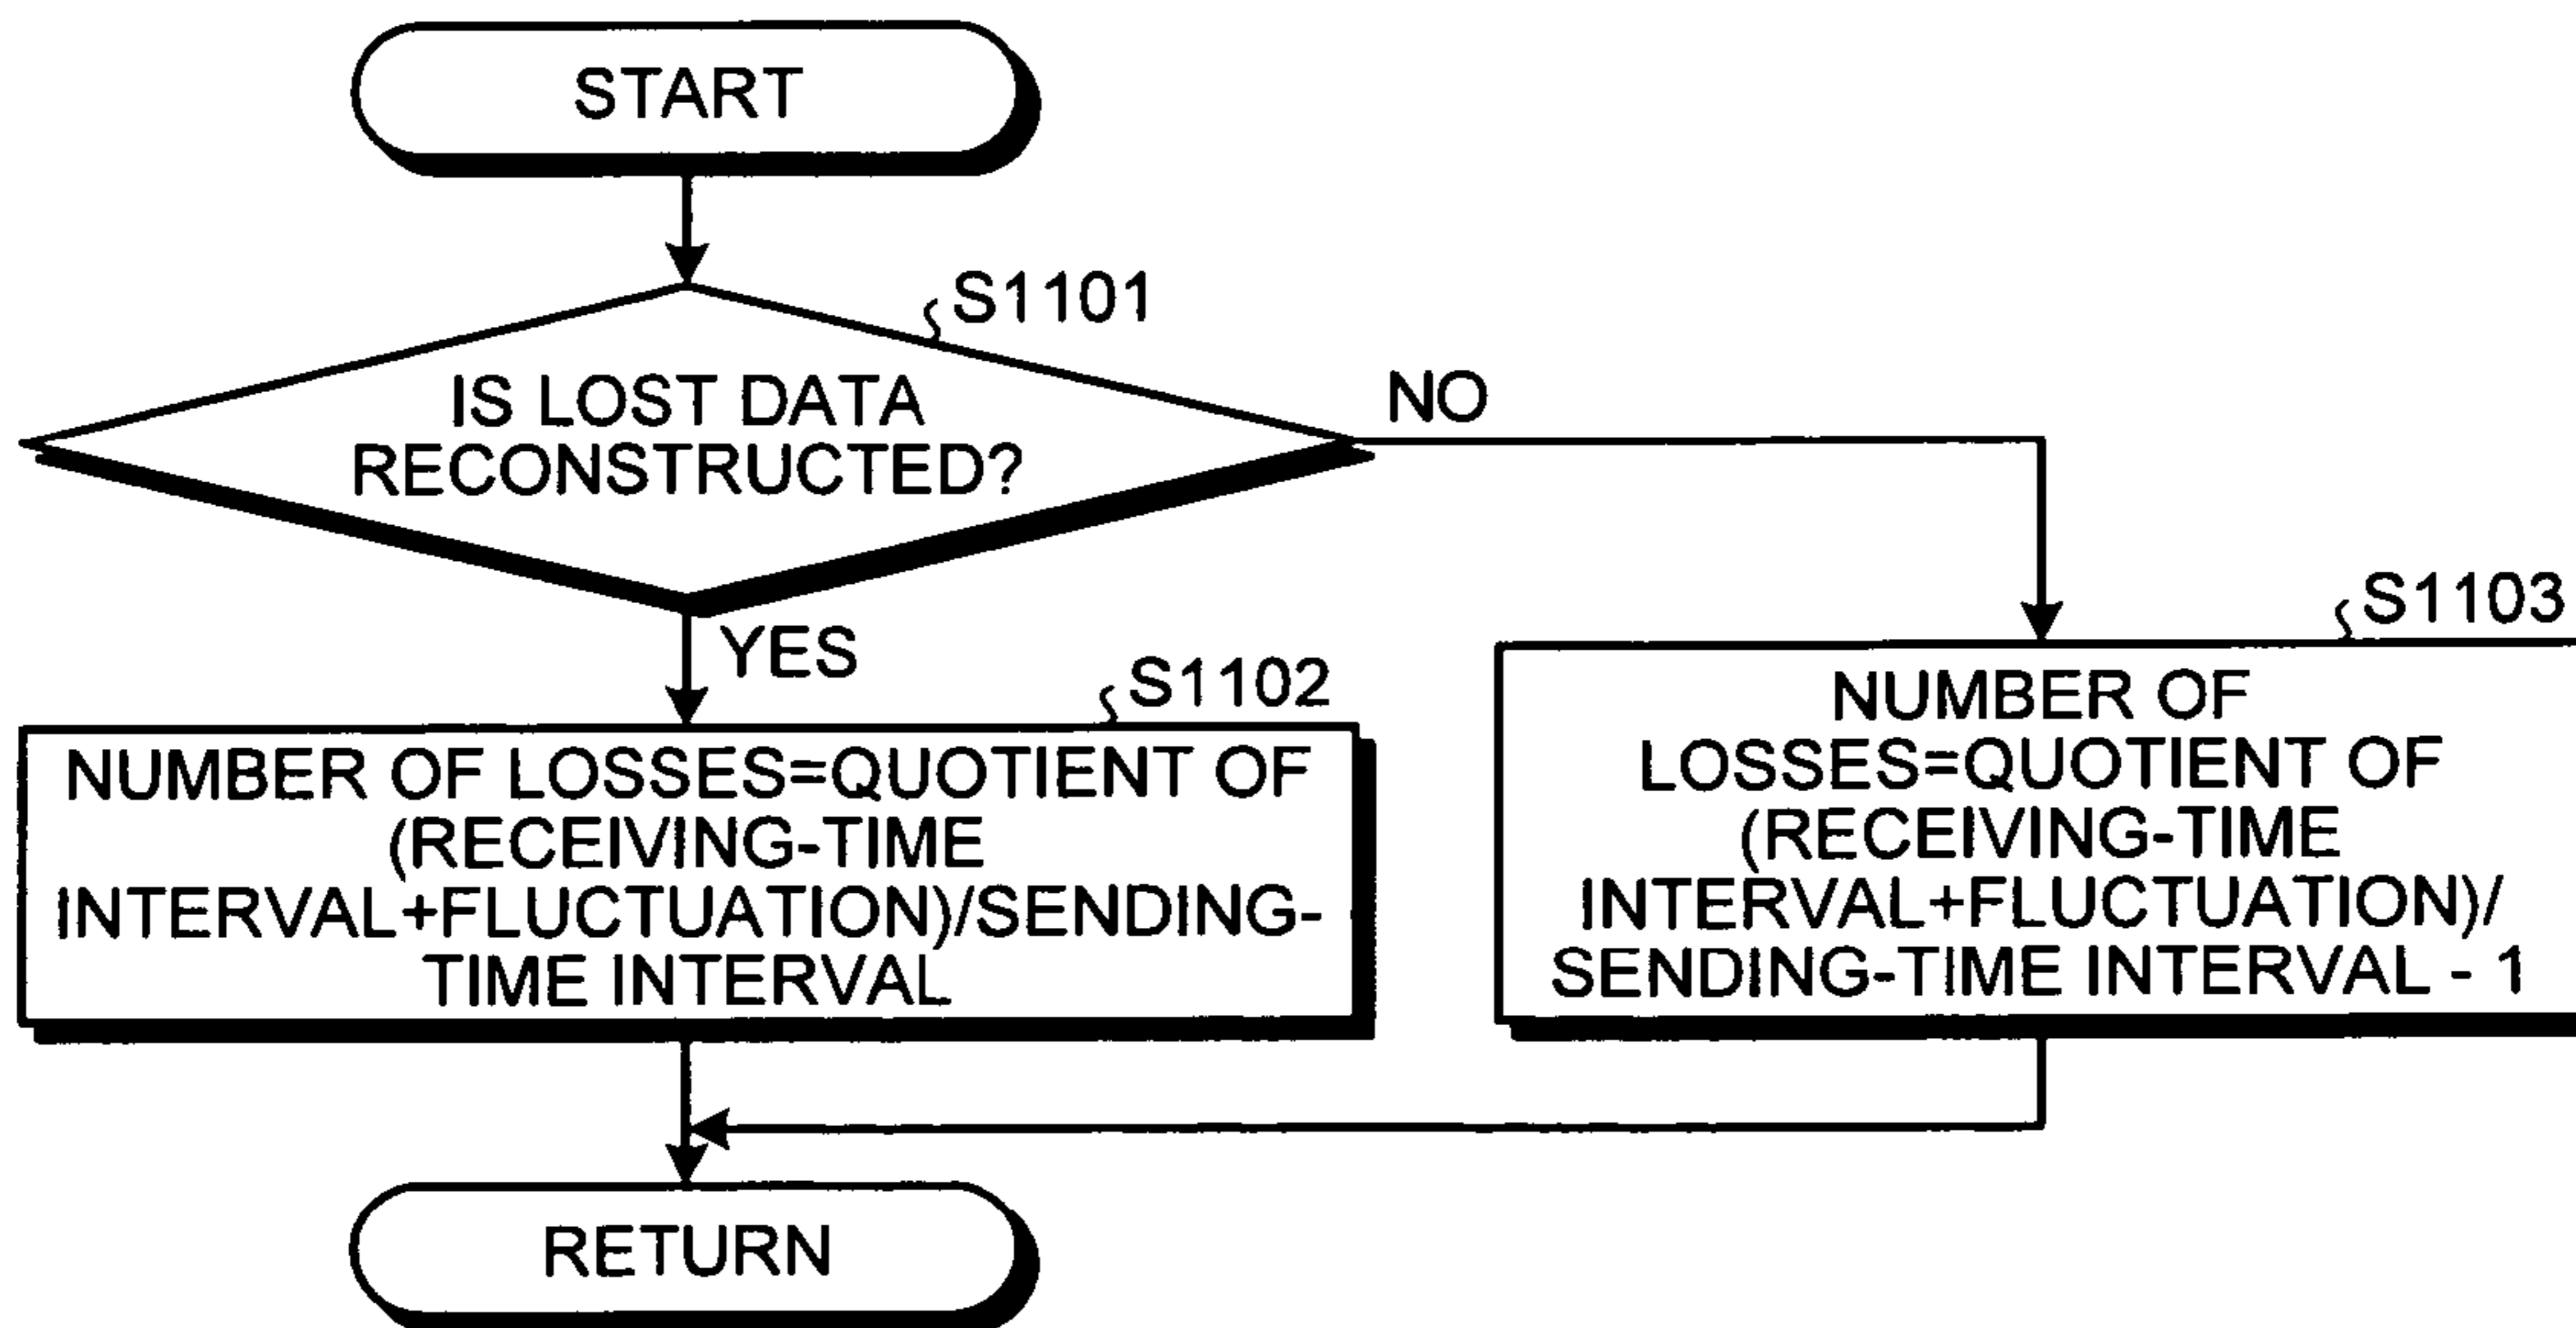 START
S1101
IS LOST DATA
RECONSTRUCTED?
NO
YES
S1102
NUMBER OF LOSSES=QUOTIENT OF
(RECEIVING-TIME
INTERVAL+FLUCTUATION)/SENDING-
TIME INTERVAL
S1103
NUMBER OF
LOSSES=QUOTIENT OF
(RECEIVING-TIME
INTERVAL+FLUCTUATION)/
SENDING-TIME INTERVAL - 1
RETURN